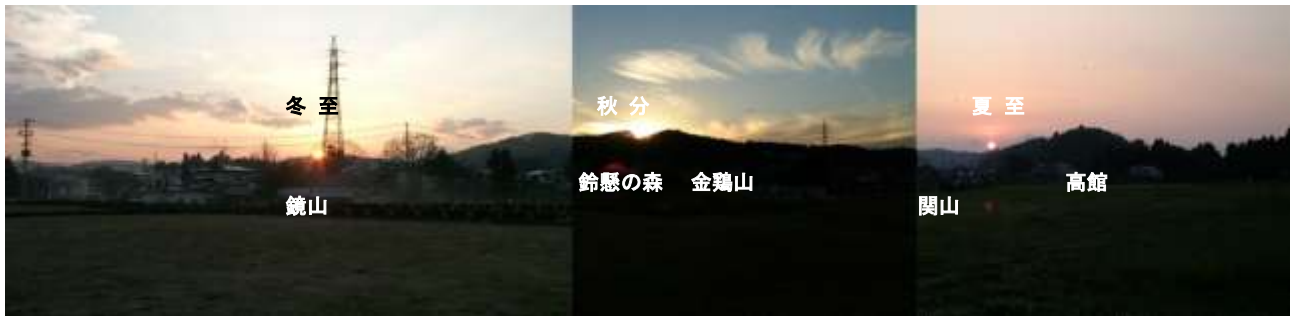 冬 至
秋 分
夏 至
鈴懸の森 金鶏山
高館
鏡山
関山